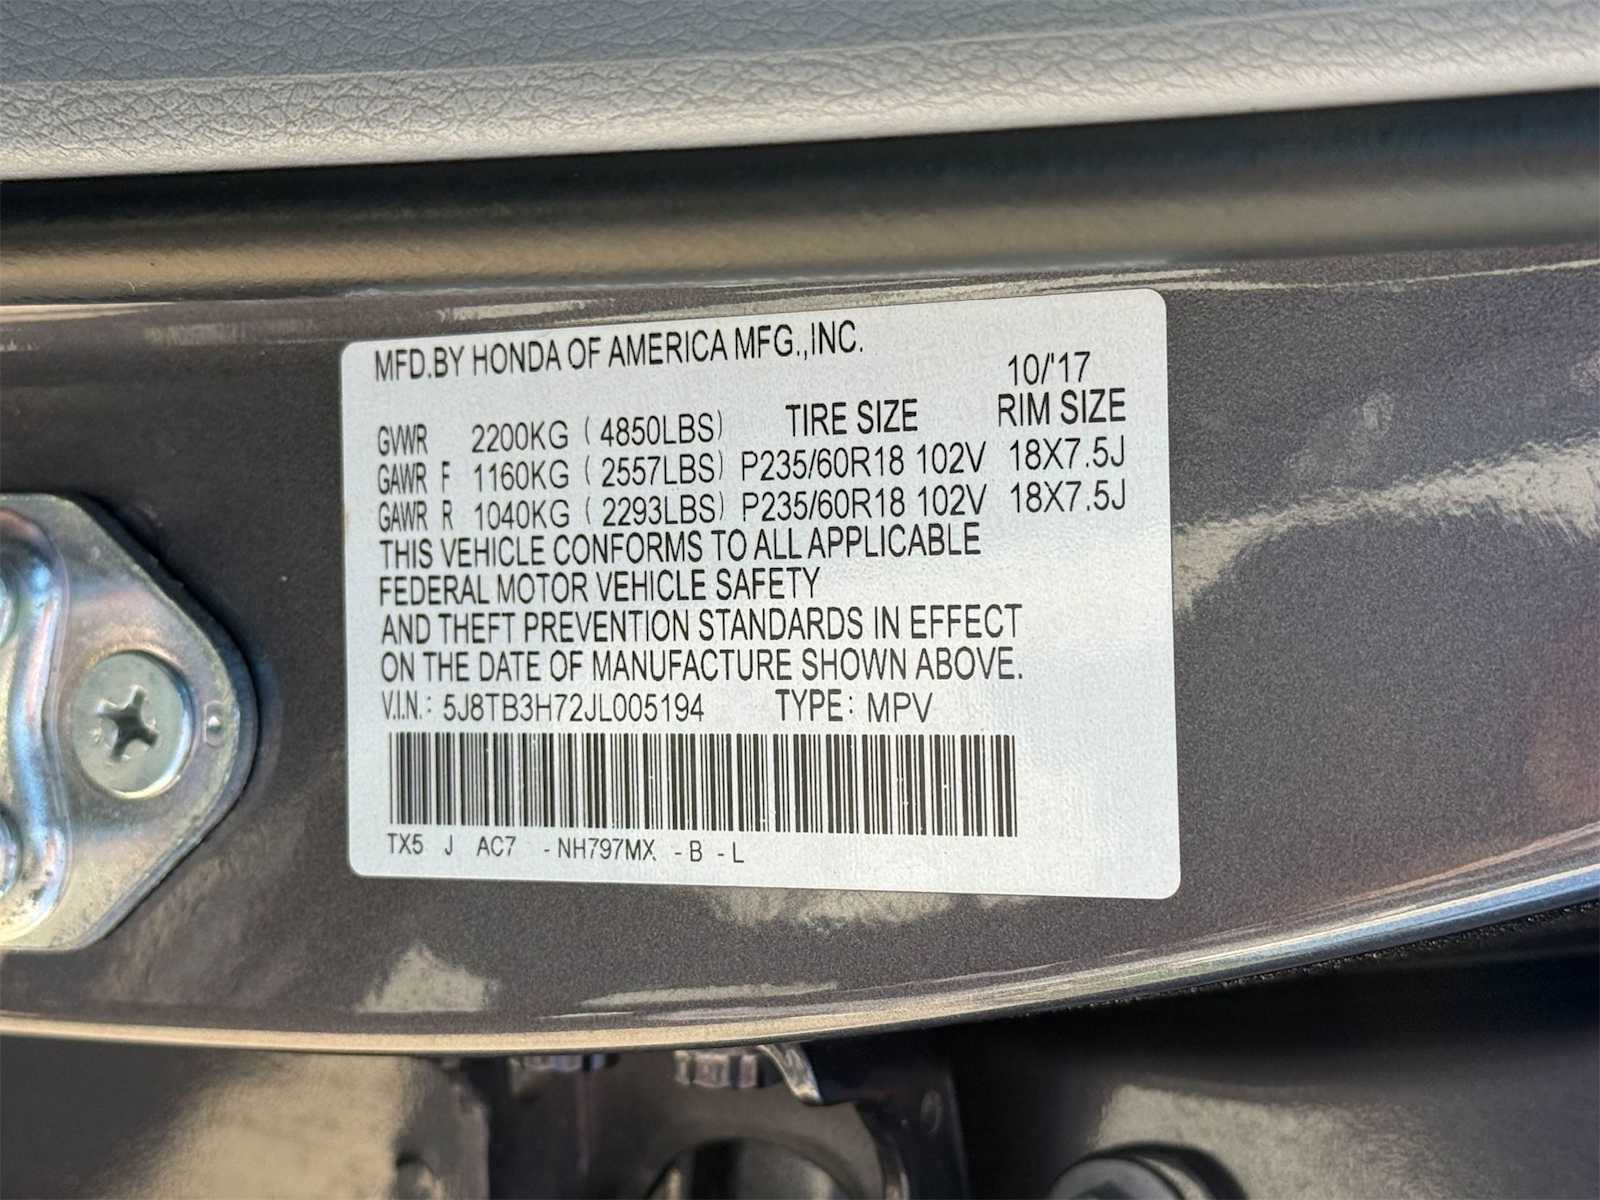 MFD.BY HONDA OF AMERICA MFG.,INC.
10/'17
GVWR 2200KG (4850LBS) TIRE SIZE RIM SIZE
GAWR F 1160KG (2557LBS) P235/60R18 102V 18X7.5J
GAWR R 1040KG (2293LBS) P235/60R18 102V 18X7.5J
THIS VEHICLE CONFORMS TO ALL APPLICABLE
FEDERAL MOTOR VEHICLE SAFETY
AND THEFT PREVENTION STANDARDS IN EFFECT
ON THE DATE OF MANUFACTURE SHOWN ABOVE.
V.I.N.: 5J8TB3H72JL005194 TYPE: MPV
TX5 J AC7 -NH797MX -B -L